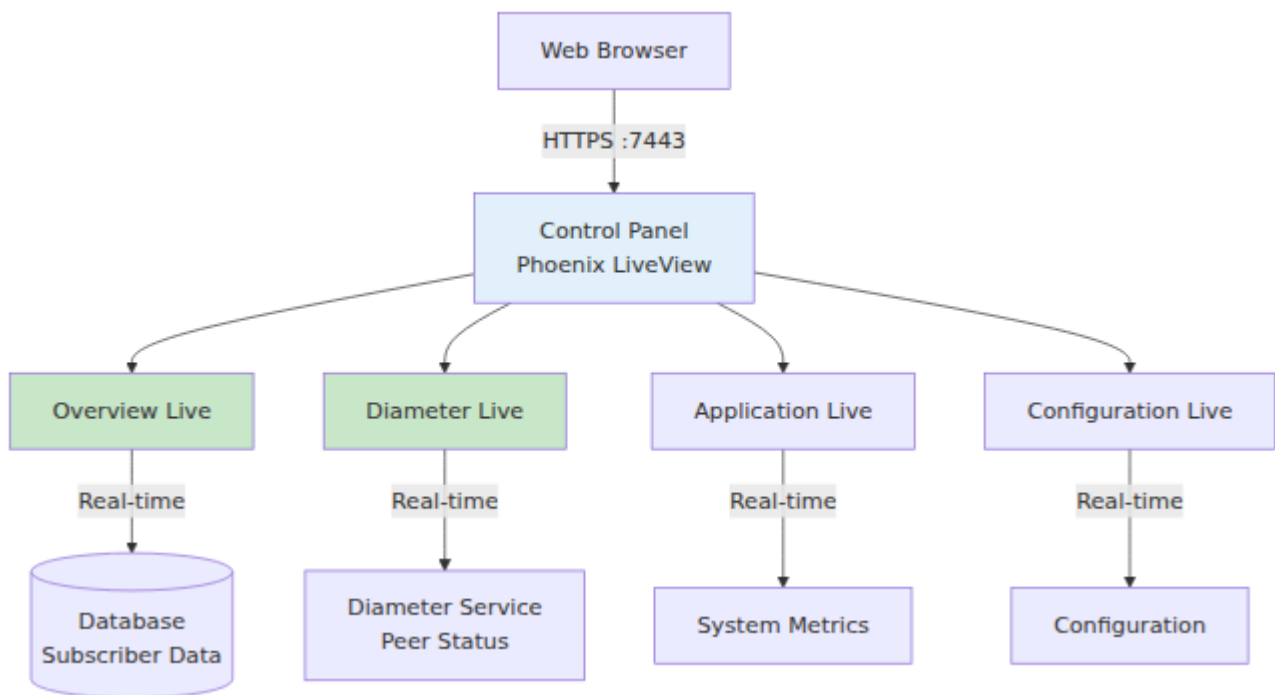 Web Browser
HTTPS :7443
Control Panel
Phoenix LiveView
Overview Live
Diameter Live
Application Live
Configuration Live
Real-time
Real-time
Real-time
Real-time
Database
Subscriber Data
Diameter Service
Peer Status
System Metrics
Configuration